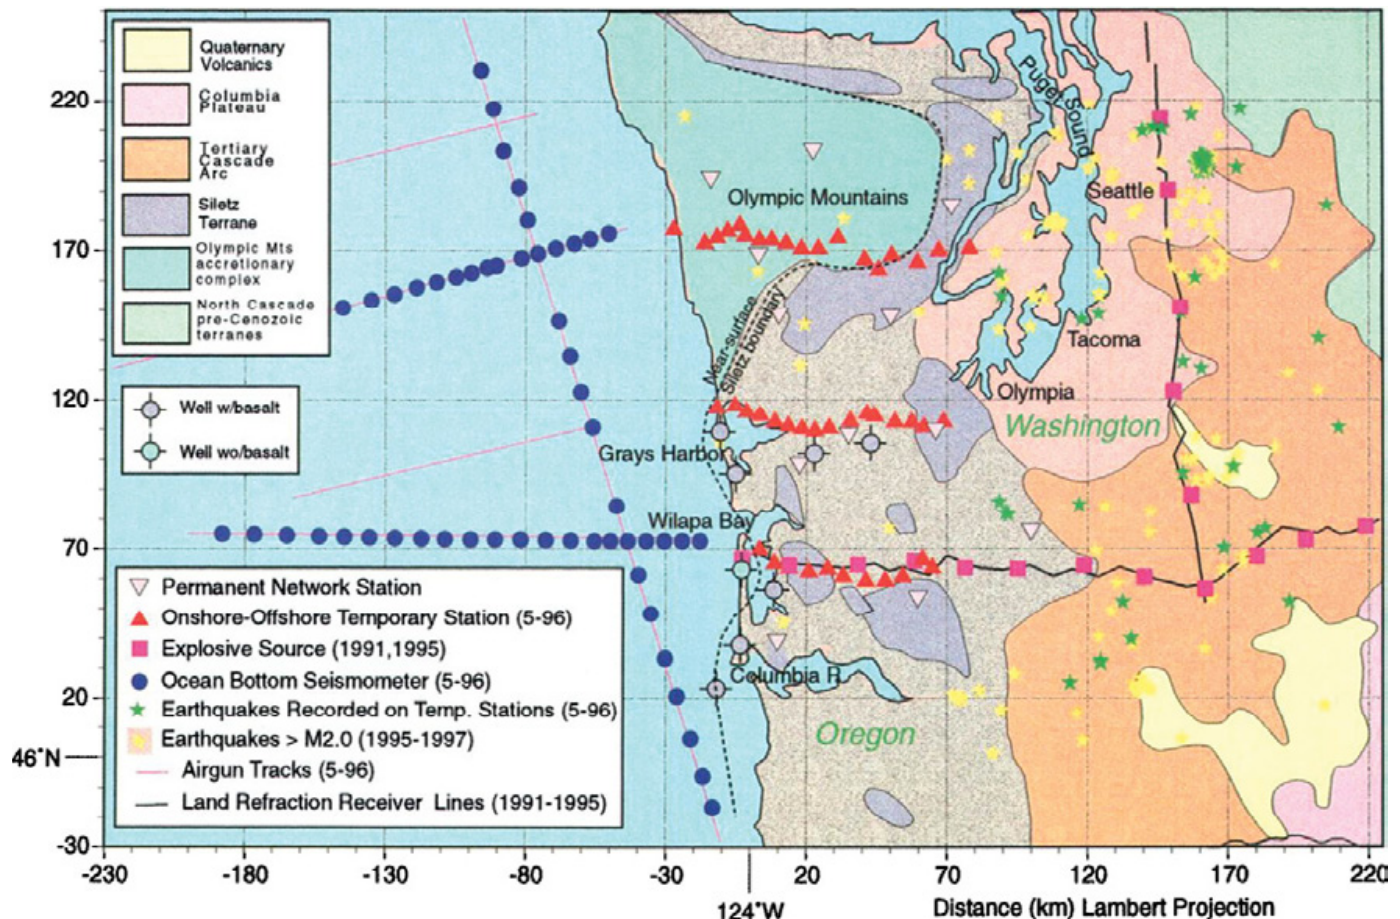 Quaternary
Volcanics
Columbia
Plateau
Tertiary
Cascade
Arc
Siletz
Terrane
Olympic Mts
accretionary
complex
North Cascade
pre-Cenozoic
terranes
Well w/basalt
Well wo/basalt
Permanent Network Station
Onshore-Offshore Temporary Station (5-96)
Explosive Source (1991,1995)
Ocean Bottom Seismometer (5-96)
Earthquakes Recorded on Temp. Stations (5-96)
Earthquakes > M2.0 (1995-1997)
Airgun Tracks (5-96)
Land Refraction Receiver Lines (1991-1995)
Puget Sound
Olympic Mountains
Seattle
Near-surface
Siletz boundary
Tacoma
Olympia
Washington
Grays Harbor
Wilapa Bay
Columbia R.
Oregon
220
170
120
70
20
46°N
-30
-230
-180
-130
-80
-30
20
70
120
170
220
124°W
Distance (km) Lambert Projection